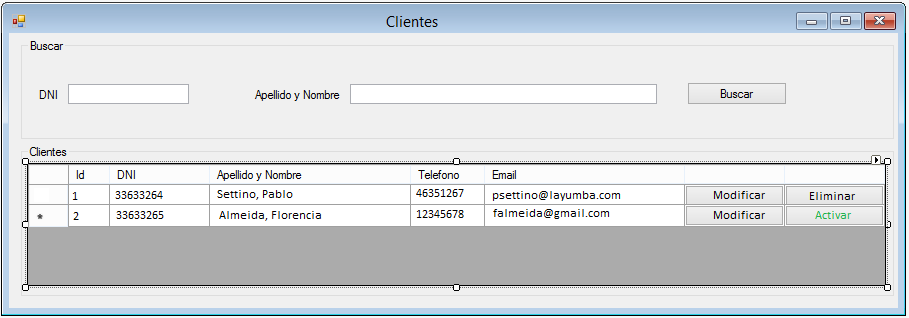 Clientes
Buscar
DNI Apellido y Nombre Buscar
Clientes
Id DNI Apellido y Nombre Telefono Email
1 33633264 Settino, Pablo 46351267 psettino@layumba.com Modificar Eliminar
* 2 33633265 Almeida, Florencia 12345678 falmeida@gmail.com Modificar Activar